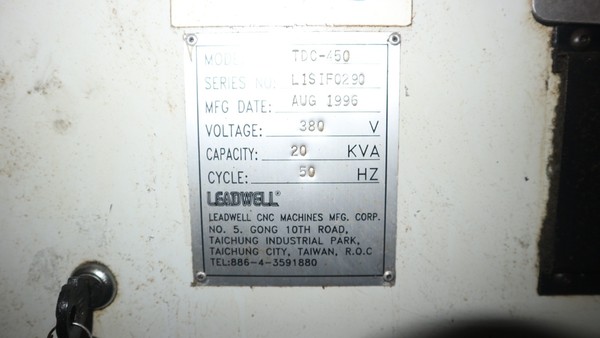 MODEL TDC-450
SERIES NO: L1SIF0290
MFG DATE: AUG 1996
VOLTAGE: 380 V
CAPACITY: 20 KVA
CYCLE: 50 HZ
LEADWELL®
LEADWELL CNC MACHINES MFG. CORP.
NO. 5. GONG 10TH ROAD,
TAICHUNG INDUSTRIAL PARK,
TAICHUNG CITY, TAIWAN, R.O.C
TEL:886-4-3591880